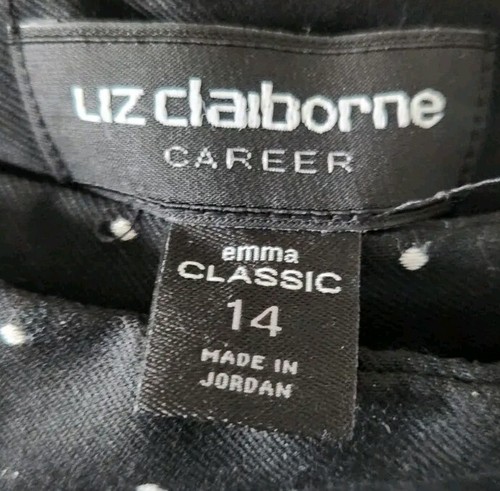 liz claiborne
CAREER
emma
CLASSIC
14
MADE IN
JORDAN